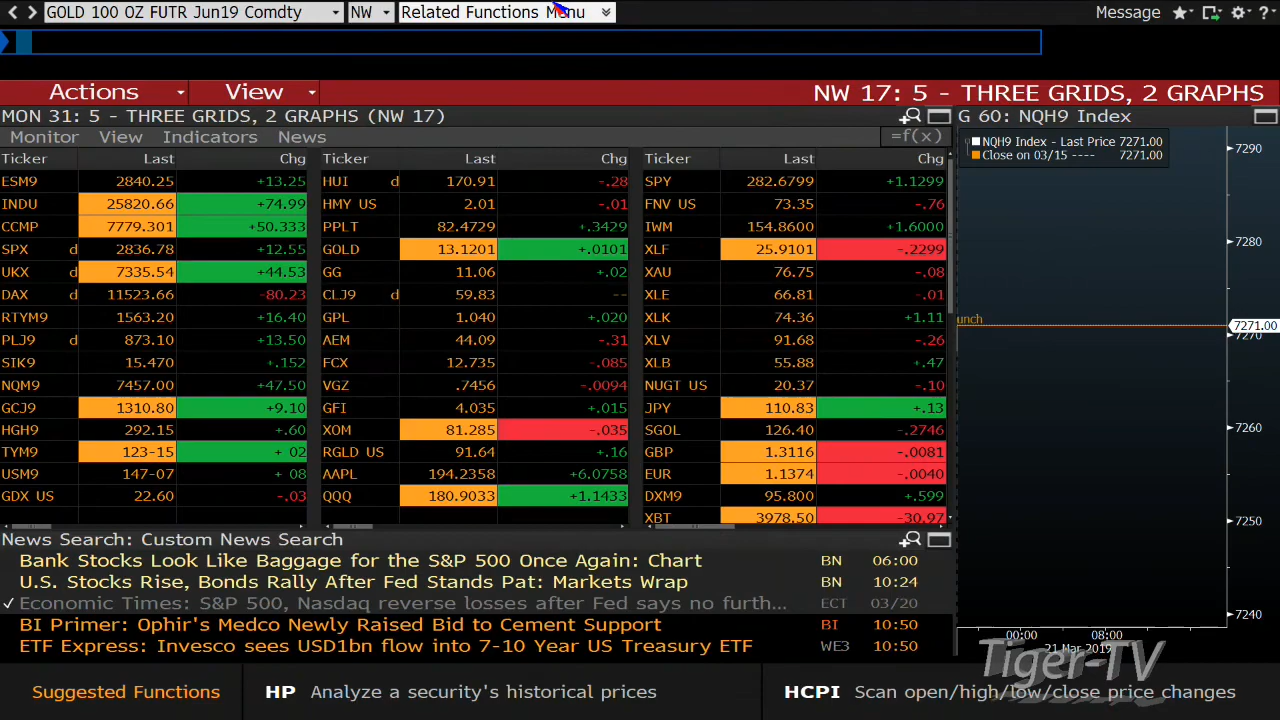 GOLD 100 OZ FUTR Jun19 Comdty NW Related Functions Menu Message ?
Actions View NW 17: 5 - THREE GRIDS, 2 GRAPHS
MON 31: 5 - THREE GRIDS, 2 GRAPHS (NW 17) G 60: NQH9 Index
Monitor View Indicators News =f(x)
Ticker Last Chg Ticker Last Chg Ticker Last Chg
ESM9 2840.25 +13.25 HUI d 170.91 -.28 SPY 282.6799 +1.1299
INDU 25820.66 +74.99 HMY US 2.01 -.01 FNV US 73.35 -.76
CCMP 7779.301 +50.333 PPLT 82.4729 +.3429 IWM 154.8600 +1.6000
SPX d 2836.78 +12.55 GOLD 13.1201 +.0101 XLF 25.9101 -.2299
UKX d 7335.54 +44.53 GG 11.06 +.02 XAU 76.75 -.08
DAX d 11523.66 -80.23 CLJ9 d 59.83 -- XLE 66.81 -.01
RTYM9 1563.20 +16.40 GPL 1.040 +.020 XLK 74.36 +1.11
PLJ9 d 873.10 +13.50 AEM 44.09 -.31 XLV 91.68 -.26
SIK9 15.470 +.152 FCX 12.735 -.085 XLB 55.88 +.47
NQM9 7457.00 +47.50 VGZ .7456 -.0094 NUGT US 20.37 -.10
GCJ9 1310.80 +9.10 GFI 4.035 +.015 JPY 110.83 +.13
HGH9 292.15 +.60 XOM 81.285 -.035 SGOL 126.40 -.2746
TYM9 123-15 + 02 RGLD US 91.64 +.16 GBP 1.3116 -.0081
USM9 147-07 + 08 AAPL 194.2358 +6.0758 EUR 1.1374 -.0040
GDX US 22.60 -.03 QQQ 180.9033 +1.1433 DXM9 95.800 +.599
XBT 3978.50 -30.97
NQH9 Index - Last Price 7271.00
Close on 03/15 ---- 7271.00
7290
7280
unch
7271.00
7270
7260
7250
7240
00:00 08:00
21 Mar 2019
News Search: Custom News Search
Bank Stocks Look Like Baggage for the S&P 500 Once Again: Chart BN 06:00
U.S. Stocks Rise, Bonds Rally After Fed Stands Pat: Markets Wrap BN 10:24
✓ Economic Times: S&P 500, Nasdaq reverse losses after Fed says no furth... ECT 03/20
BI Primer: Ophir's Medco Newly Raised Bid to Cement Support BI 10:50
ETF Express: Invesco sees USD1bn flow into 7-10 Year US Treasury ETF WE3 10:50
Tiger-TV
Suggested Functions HP Analyze a security's historical prices HCPI Scan open/high/low/close price changes